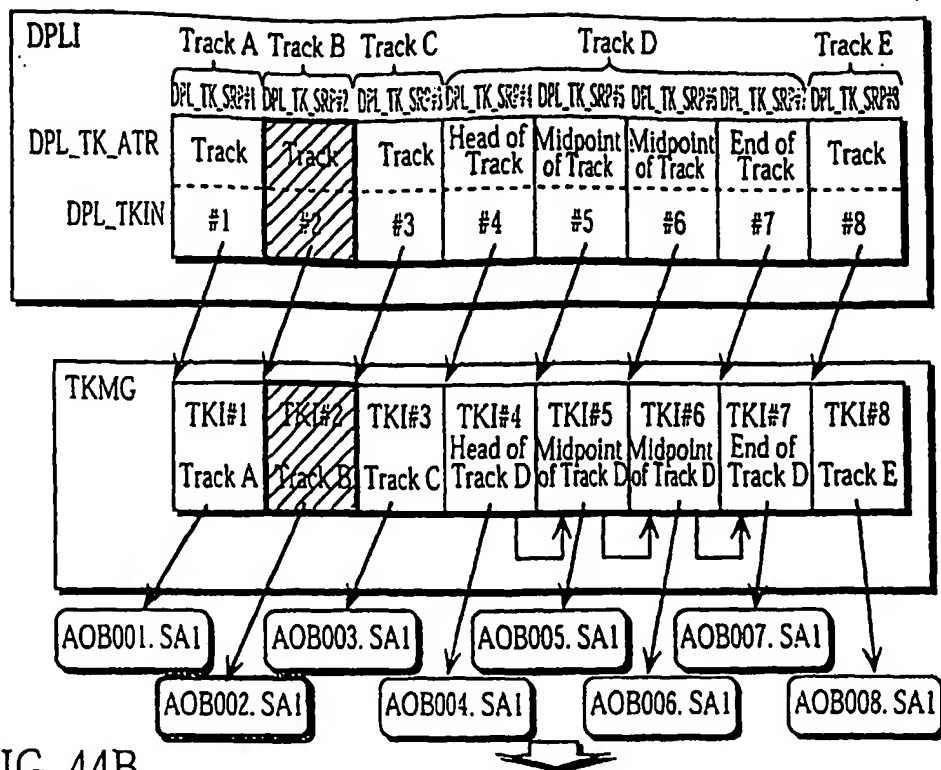 DPLI
Track A Track B Track C Track D Track E
DPL_TK_SRP#1 DPL_TK_SRP#2 DPL_TK_SRP#3 DPL_TK_SRP#4 DPL_TK_SRP#5 DPL_TK_SRP#7 DPL_TK_SRP#8
DPL_TK_ATR Track Track Track Head of Track Midpoint of Track Midpoint of Track End of Track Track
DPL_TKIN #1 #2 #3 #4 #5 #6 #7 #8
TKMG
TKI#1 TKI#2 TKI#3 TKI#4 TKI#5 TKI#6 TKI#7 TKI#8
Track A Track B Track C Head of Track D Midpoint of Track D Midpoint of Track D End of Track D Track E
AOB001. SA1 AOB003. SA1 AOB005. SA1 AOB007. SA1
AOB002. SA1 AOB004. SA1 AOB006. SA1 AOB008. SA1
44B